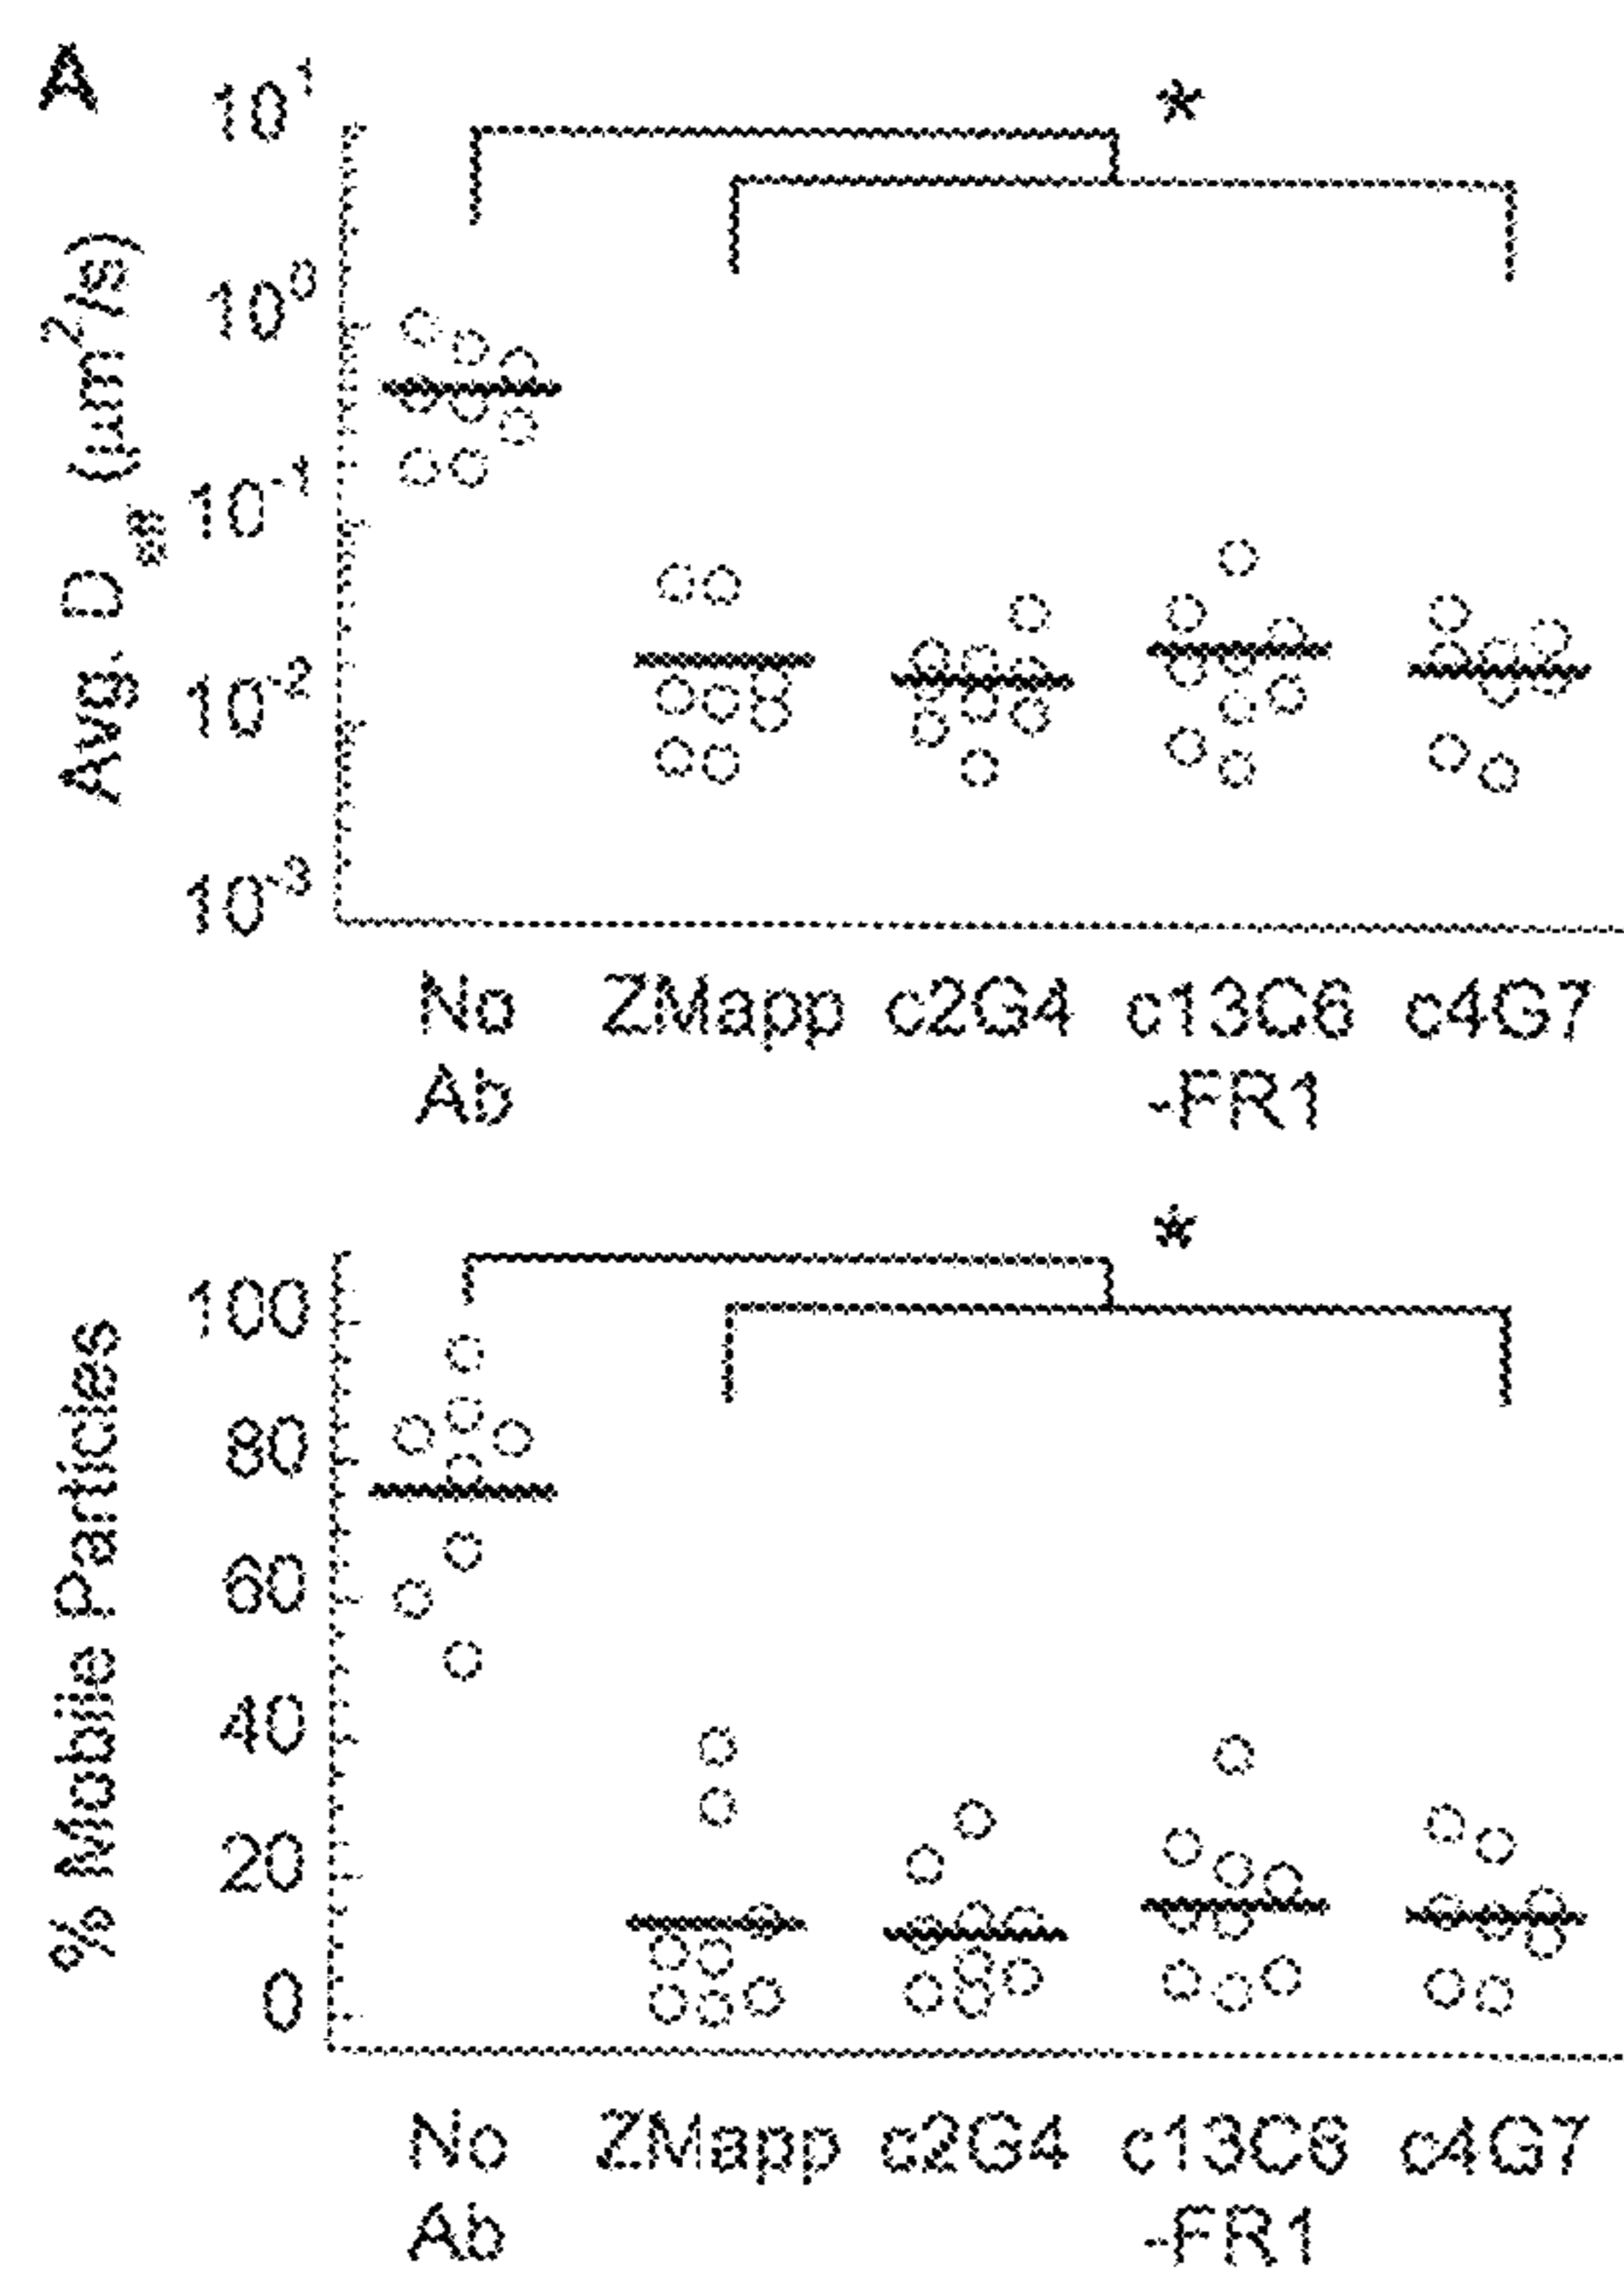 A
*
10¹
10⁰
10⁻¹
10⁻²
10⁻³
Avg. D_eff (μm²/s)
No ZMapp c2G4 c13C6 c4G7
Ab -FR1
*
100
80
60
40
20
0
% Mobile Particles
No ZMapp c2G4 c13C6 c4G7
Ab -FR1